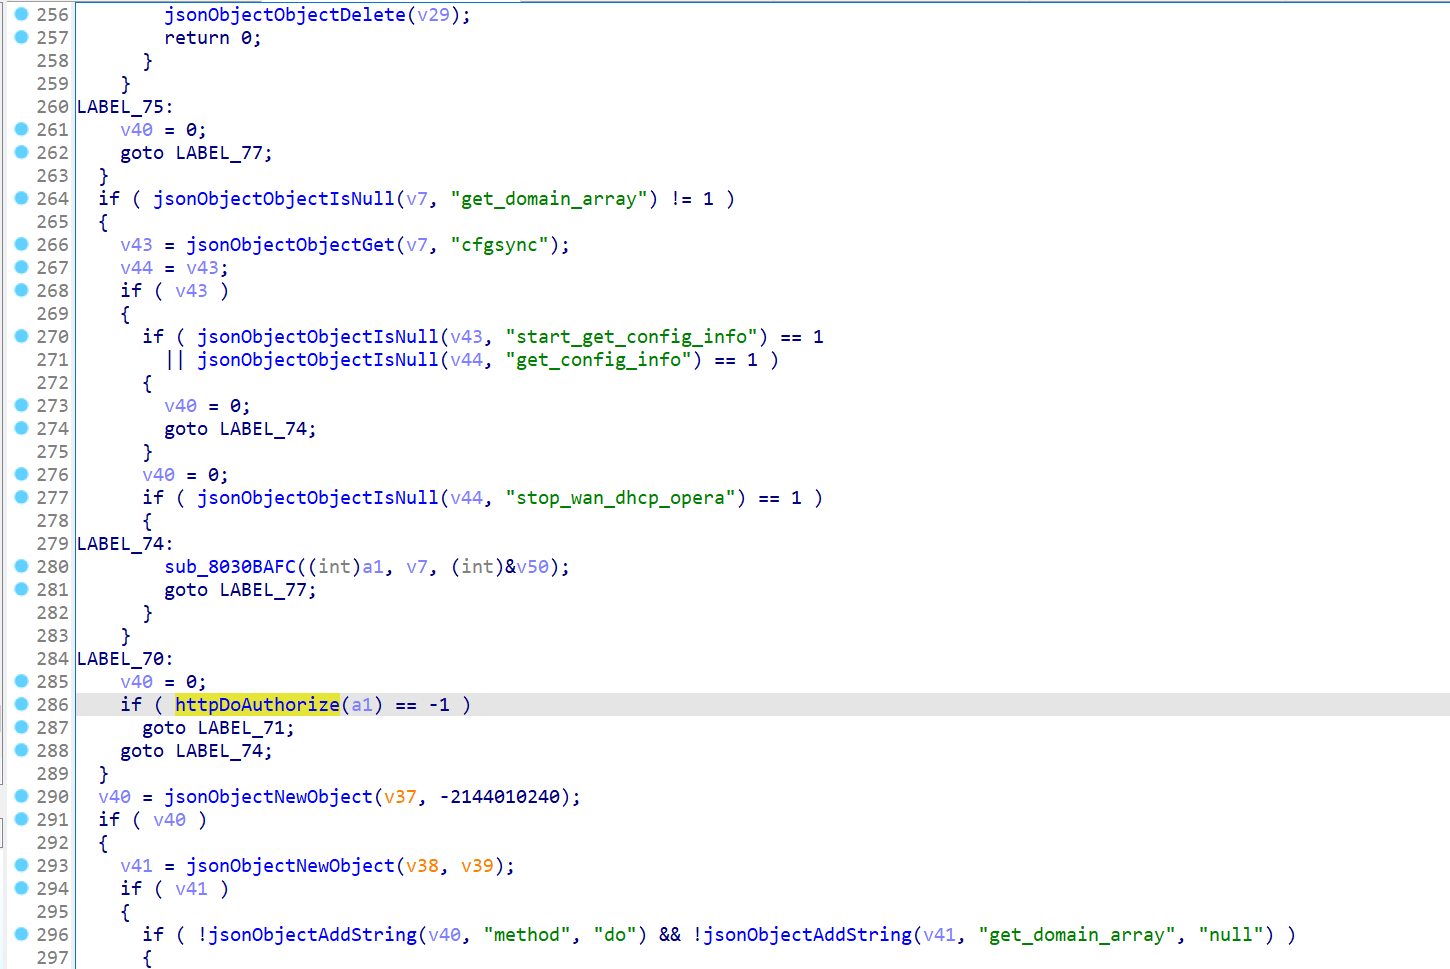 256 jsonObjectObjectDelete(v29);
257 return 0;
258 }
259 }
260 LABEL_75:
261 v40 = 0;
262 goto LABEL_77;
263 }
264 if ( jsonObjectObjectIsNull(v7, "get_domain_array") != 1 )
265 {
266 v43 = jsonObjectObjectGet(v7, "cfgsync");
267 v44 = v43;
268 if ( v43 )
269 {
270 if ( jsonObjectObjectIsNull(v43, "start_get_config_info") == 1
271 || jsonObjectObjectIsNull(v44, "get_config_info") == 1 )
272 {
273 v40 = 0;
274 goto LABEL_74;
275 }
276 v40 = 0;
277 if ( jsonObjectObjectIsNull(v44, "stop_wan_dhcp_opera") == 1 )
278 {
279 LABEL_74:
280 sub_8030BAFC((int)a1, v7, (int)&v50);
281 goto LABEL_77;
282 }
283 }
284 LABEL_70:
285 v40 = 0;
286 if ( httpDoAuthorize(a1) == -1 )
287 goto LABEL_71;
288 goto LABEL_74;
289 }
290 v40 = jsonObjectNewObject(v37, -2144010240);
291 if ( v40 )
292 {
293 v41 = jsonObjectNewObject(v38, v39);
294 if ( v41 )
295 {
296 if ( !jsonObjectAddString(v40, "method", "do") && !jsonObjectAddString(v41, "get_domain_array", "null") )
297 {